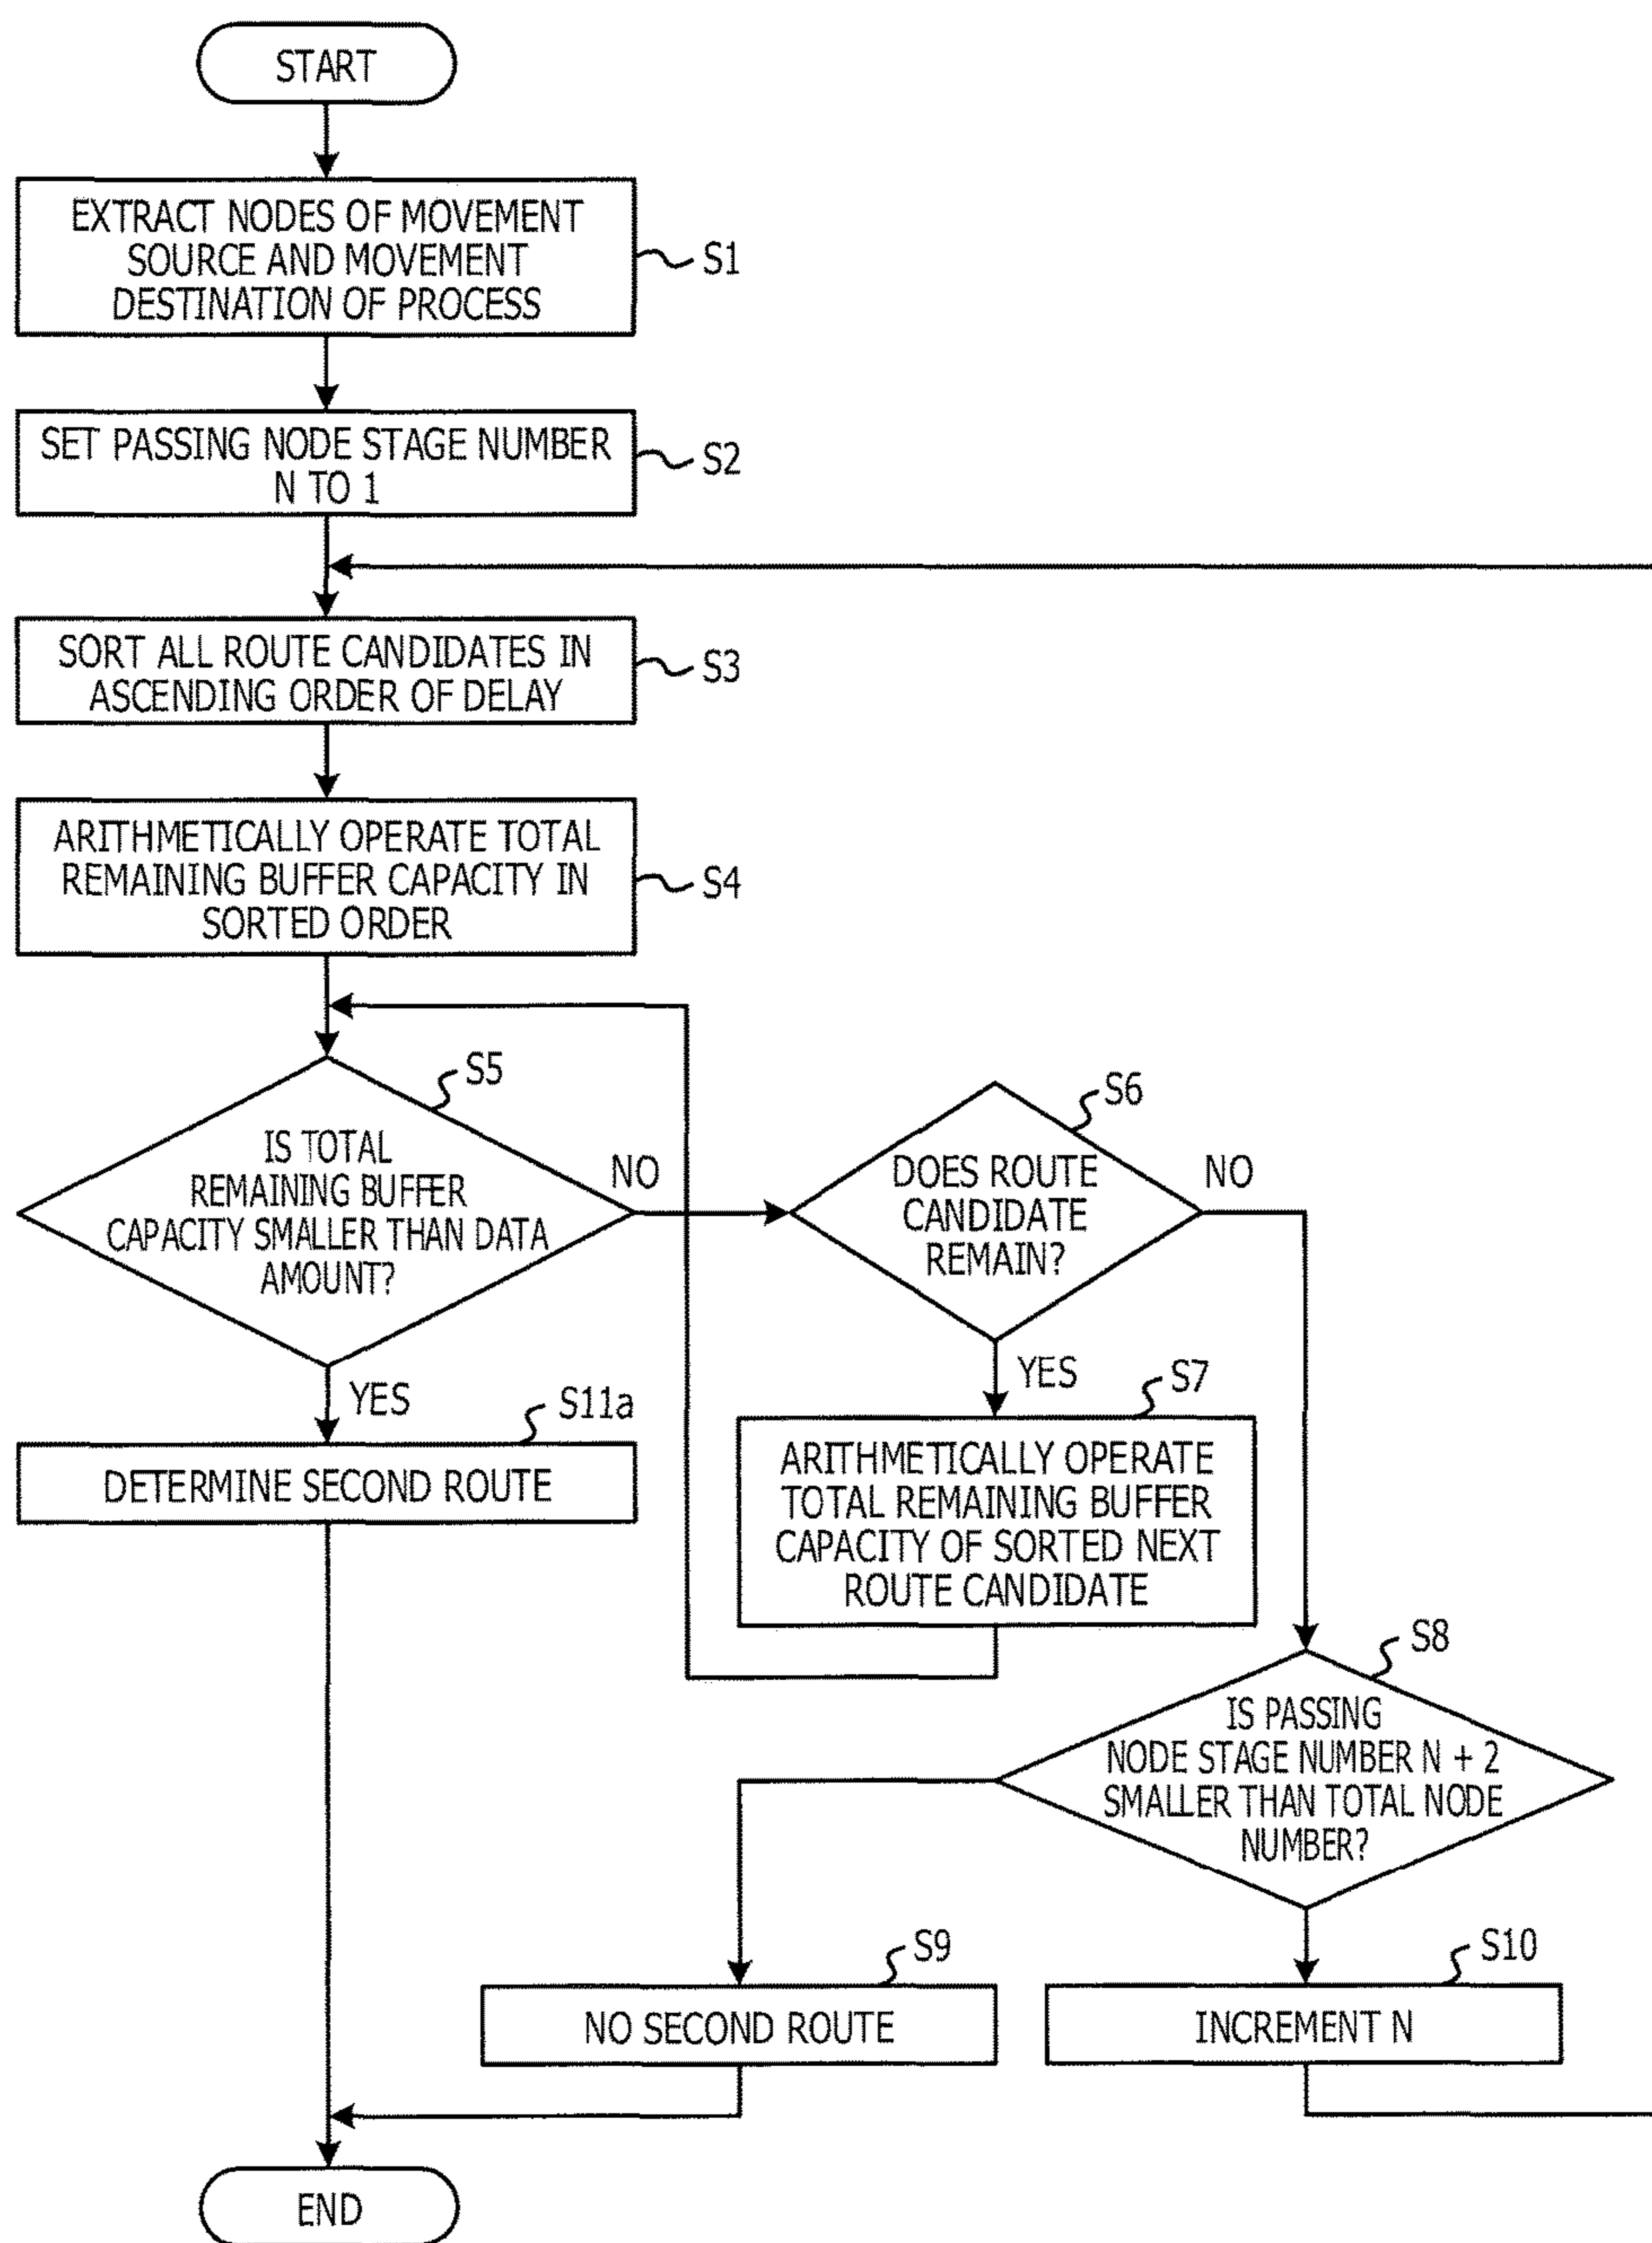 START
EXTRACT NODES OF MOVEMENT
SOURCE AND MOVEMENT
DESTINATION OF PROCESS
S1
SET PASSING NODE STAGE NUMBER
N TO 1
S2
SORT ALL ROUTE CANDIDATES IN
ASCENDING ORDER OF DELAY
S3
ARITHMETICALLY OPERATE TOTAL
REMAINING BUFFER CAPACITY IN
SORTED ORDER
S4
S5
IS TOTAL
REMAINING BUFFER
CAPACITY SMALLER THAN DATA
AMOUNT?
NO
YES
S6
DOES ROUTE
CANDIDATE
REMAIN?
NO
YES
S7
ARITHMETICALLY OPERATE
TOTAL REMAINING BUFFER
CAPACITY OF SORTED NEXT
ROUTE CANDIDATE
S11a
DETERMINE SECOND ROUTE
S8
IS PASSING
NODE STAGE NUMBER N + 2
SMALLER THAN TOTAL NODE
NUMBER?
S9
NO SECOND ROUTE
S10
INCREMENT N
END